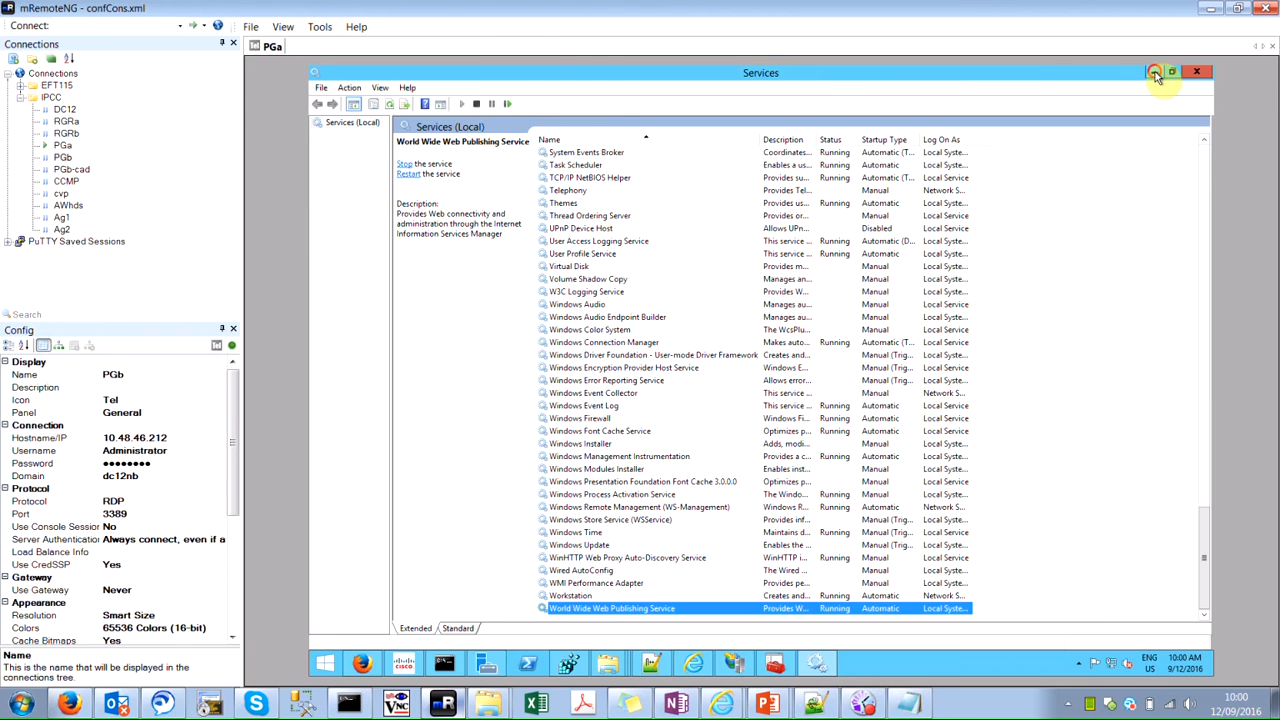 mRemoteNG - confCons.xml
Connect:
File View Tools Help
Connections
PGa
Connections
EFT115
IPCC
DC12
RGRa
RGRb
PGa
PGb
PGb-cad
CCMP
cvp
AWhds
Ag1
Ag2
PuTTY Saved Sessions
Search
Config
Display
Name PGb
Description
Icon Tel
Panel General
Connection
Hostname/IP 10.48.46.212
Username Administrator
Password ●●●●●●●●
Domain dc12nb
Protocol
Protocol RDP
Port 3389
Use Console Session No
Server Authentication Always connect, even if a
Load Balance Info
Use CredSSP Yes
Gateway
Use Gateway Never
Appearance
Resolution Smart Size
Colors 65536 Colors (16-bit)
Cache Bitmaps Yes
Name
This is the name that will be displayed in the
connections tree.
Services
File Action View Help
Services (Local)
Services (Local)
World Wide Web Publishing Service
Stop the service
Restart the service
Description:
Provides Web connectivity and
administration through the Internet
Information Services Manager
Name Description Status Startup Type Log On As
System Events Broker Coordinates... Running Automatic (T... Local Syste...
Task Scheduler Enables a us... Running Automatic Local Syste...
TCP/IP NetBIOS Helper Provides su... Running Automatic (T... Local Service
Telephony Provides Tel... Manual Network S...
Themes Provides us... Running Automatic Local Syste...
Thread Ordering Server Provides or... Manual Local Service
UPnP Device Host Allows UPn... Disabled Local Service
User Access Logging Service This service ... Running Automatic (D... Local Syste...
User Profile Service This service ... Running Automatic Local Syste...
Virtual Disk Provides m... Manual Local Syste...
Volume Shadow Copy Manages an... Manual Local Syste...
W3C Logging Service Provides W... Manual Local Syste...
Windows Audio Manages au... Manual Local Service
Windows Audio Endpoint Builder Manages au... Manual Local Syste...
Windows Color System The WcsPlu... Manual Local Service
Windows Connection Manager Makes auto... Running Automatic (T... Local Service
Windows Driver Foundation - User-mode Driver Framework Creates and... Running Manual (Trig... Local Syste...
Windows Encryption Provider Host Service Windows E... Manual (Trig... Local Service
Windows Error Reporting Service Allows error... Manual (Trig... Local Syste...
Windows Event Collector This service ... Manual Network S...
Windows Event Log This service ... Running Automatic Local Service
Windows Firewall Windows Fi... Running Automatic Local Service
Windows Font Cache Service Optimizes p... Running Automatic Local Service
Windows Installer Adds, modi... Manual Local Syste...
Windows Management Instrumentation Provides a c... Running Automatic Local Syste...
Windows Modules Installer Enables inst... Manual Local Syste...
Windows Presentation Foundation Font Cache 3.0.0.0 Optimizes p... Manual Local Service
Windows Process Activation Service The Windo... Running Manual Local Syste...
Windows Remote Management (WS-Management) Windows R... Running Automatic Network S...
Windows Store Service (WSService) Provides inf... Manual (Trig... Local Syste...
Windows Time Maintains d... Running Automatic (T... Local Service
Windows Update Enables the ... Running Manual (Trig... Local Syste...
WinHTTP Web Proxy Auto-Discovery Service WinHTTP i... Running Manual Local Service
Wired AutoConfig The Wired ... Manual Local Syste...
WMI Performance Adapter Provides pe... Manual Local Syste...
Workstation Creates and... Running Automatic Network S...
World Wide Web Publishing Service Provides W... Running Automatic Local Syste...
Extended Standard
ENG
US
10:00 AM
9/12/2016
10:00
12/09/2016